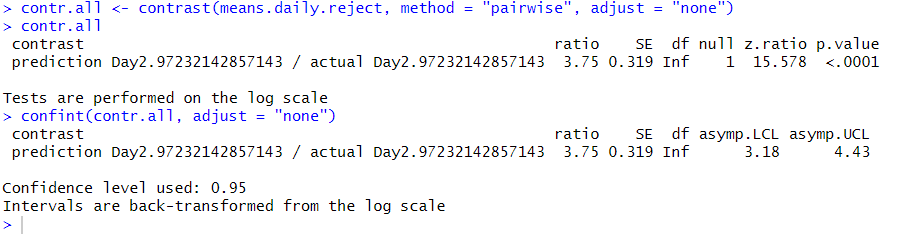 > contr.all <- contrast(means.daily.reject, method = "pairwise", adjust = "none")
> contr.all
 contrast                                                  ratio    SE  df null z.ratio p.value
 prediction Day2.97232142857143 / actual Day2.97232142857143  3.75 0.319 Inf    1  15.578  <.0001

Tests are performed on the log scale
> confint(contr.all, adjust = "none")
 contrast                                                  ratio    SE  df asymp.LCL asymp.UCL
 prediction Day2.97232142857143 / actual Day2.97232142857143  3.75 0.319 Inf      3.18      4.43

Confidence level used: 0.95
Intervals are back-transformed from the log scale
>